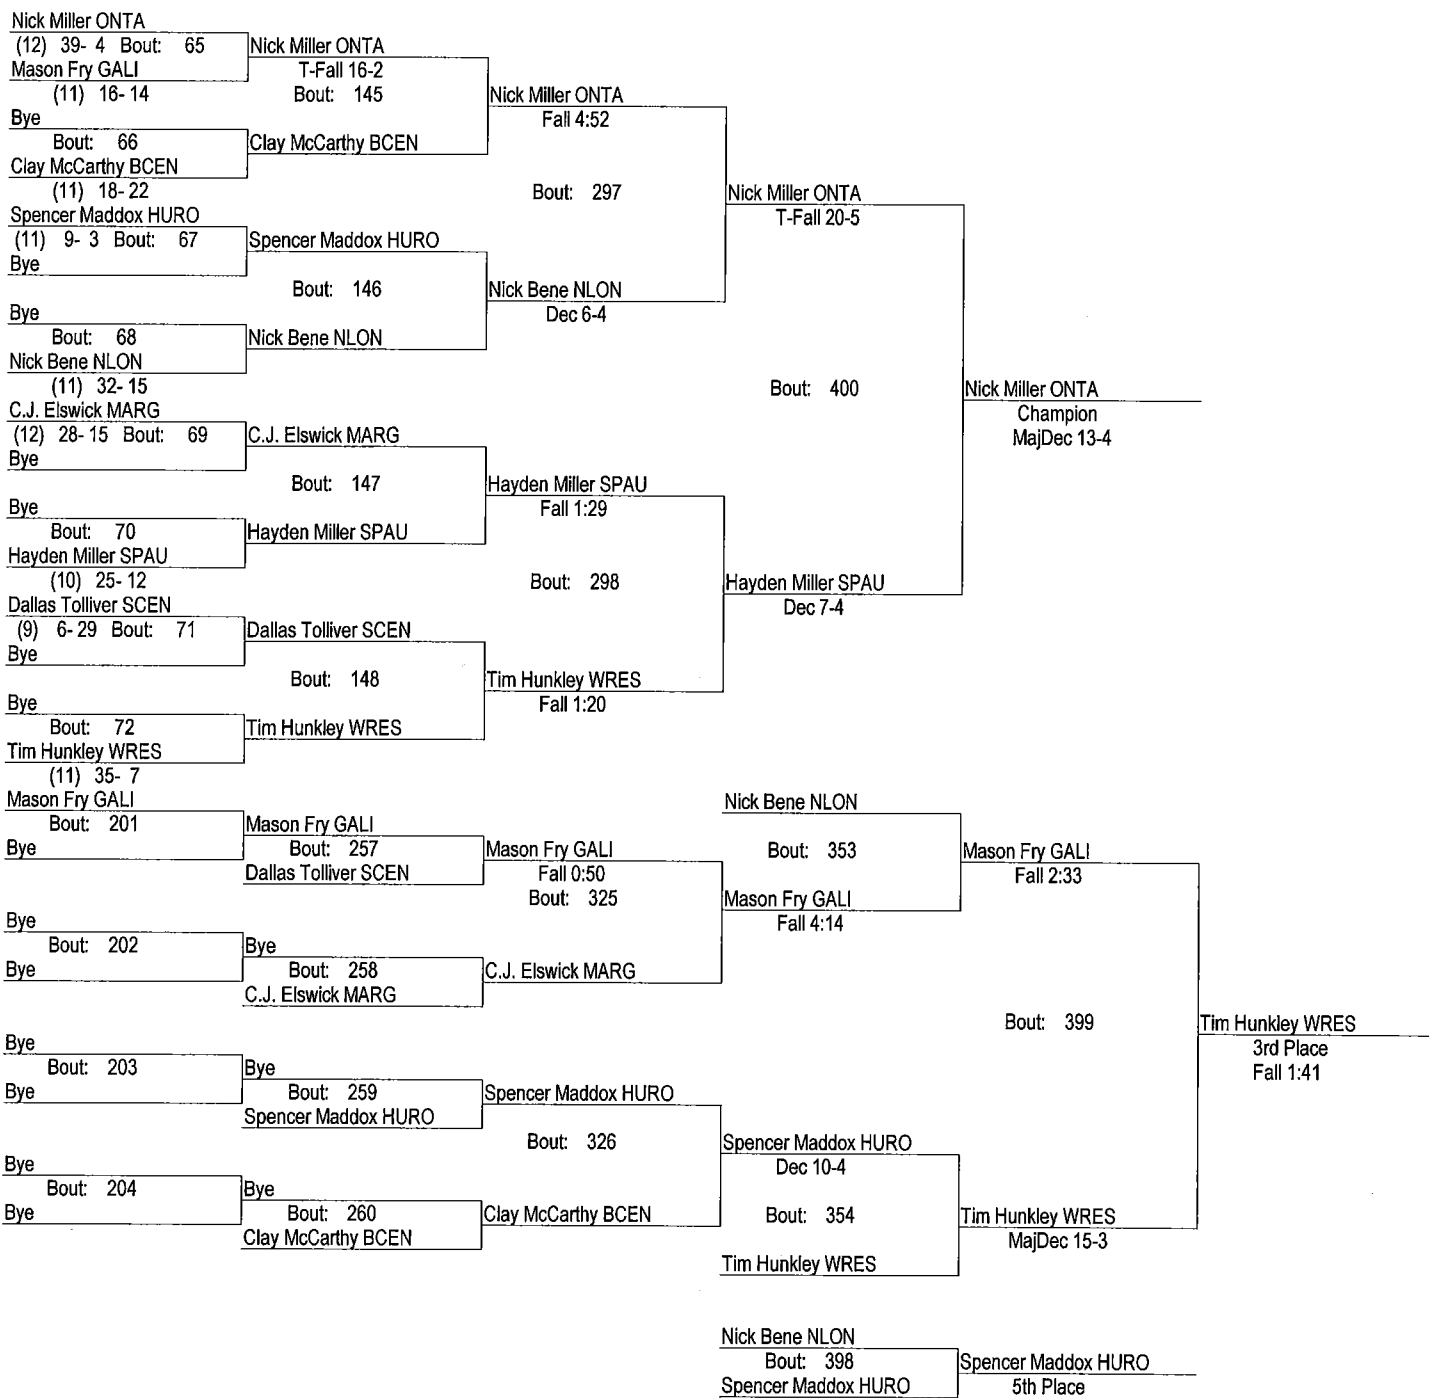 Nick Miller ONTA
(12) 39- 4 Bout: 65
Mason Fry GALI
(11) 16- 14
Bye
Bout: 66
Clay McCarthy BCEN
(11) 18- 22
Spencer Maddox HURO
(11) 9- 3 Bout: 67
Bye
Bye
Bout: 68
Nick Bene NLON
(11) 32- 15
C.J. Elswick MARG
(12) 28- 15 Bout: 69
Bye
Bye
Bout: 70
Hayden Miller SPAU
(10) 25- 12
Dallas Tolliver SCEN
(9) 6- 29 Bout: 71
Bye
Bye
Bout: 72
Tim Hunkley WRES
(11) 35- 7
Nick Miller ONTA
T-Fall 16-2
Bout: 145
Clay McCarthy BCEN
Spencer Maddox HURO
Bout: 146
Nick Bene NLON
C.J. Elswick MARG
Bout: 147
Hayden Miller SPAU
Dallas Tolliver SCEN
Bout: 148
Tim Hunkley WRES
Nick Miller ONTA
Fall 4:52
Bout: 297
Nick Bene NLON
Dec 6-4
Hayden Miller SPAU
Fall 1:29
Bout: 298
Tim Hunkley WRES
Fall 1:20
Nick Miller ONTA
T-Fall 20-5
Bout: 400
Hayden Miller SPAU
Dec 7-4
Nick Miller ONTA
Champion
MajDec 13-4
Mason Fry GALI
Bout: 201
Bye
Bye
Bout: 202
Bye
Bye
Bout: 203
Bye
Bye
Bout: 204
Bye
Mason Fry GALI
Bout: 257
Dallas Tolliver SCEN
Bye
Bout: 258
C.J. Elswick MARG
Bye
Bout: 259
Spencer Maddox HURO
Bye
Bout: 260
Clay McCarthy BCEN
Mason Fry GALI
Fall 0:50
Bout: 325
C.J. Elswick MARG
Spencer Maddox HURO
Bout: 326
Clay McCarthy BCEN
Nick Bene NLON
Bout: 353
Mason Fry GALI
Fall 4:14
Spencer Maddox HURO
Dec 10-4
Bout: 354
Tim Hunkley WRES
Mason Fry GALI
Fall 2:33
Bout: 399
Tim Hunkley WRES
MajDec 15-3
Tim Hunkley WRES
3rd Place
Fall 1:41
Nick Bene NLON
Bout: 398
Spencer Maddox HURO
Spencer Maddox HURO
5th Place